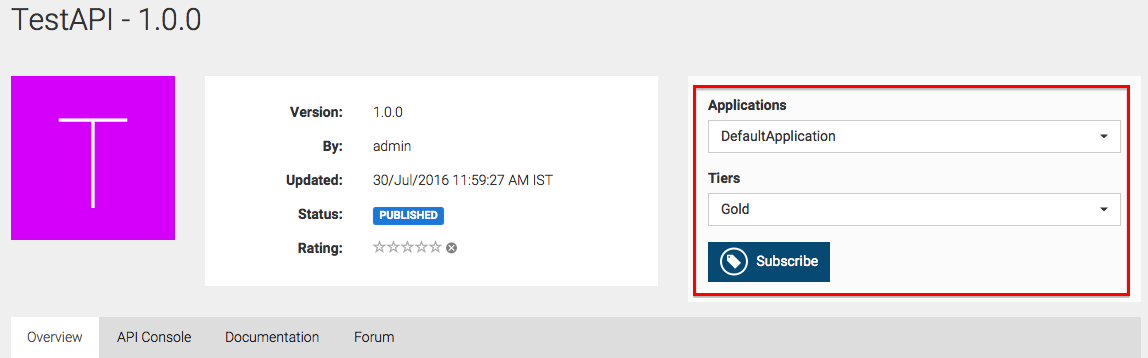 TestAPI - 1.0.0
T
Version: 1.0.0
By: admin
Updated: 30/Jul/2016 11:59:27 AM IST
Status: PUBLISHED
Rating:
Applications
DefaultApplication
Tiers
Gold
Subscribe
Overview API Console Documentation Forum